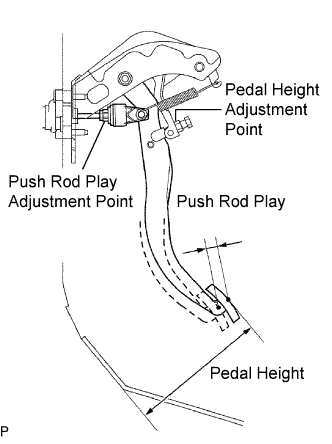 Pedal Height
Adjustment
Point
Push Rod Play
Adjustment Point
Push Rod Play
Pedal Height
P